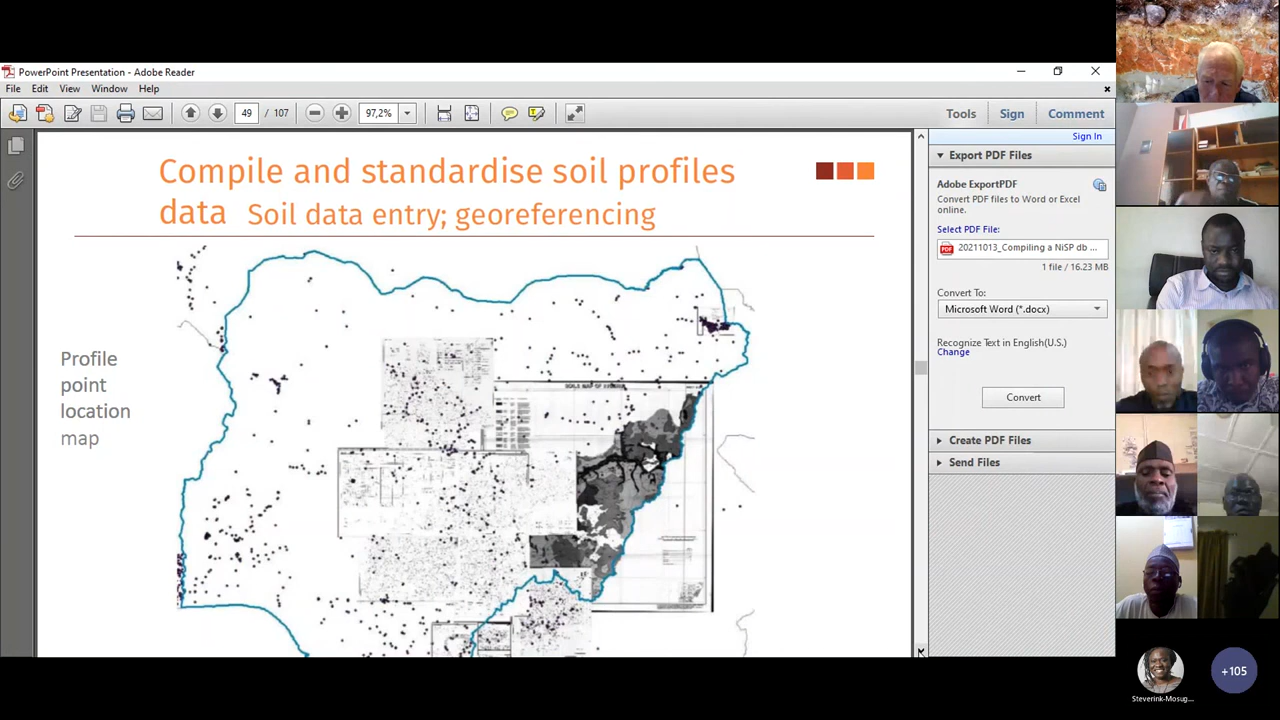 PowerPoint Presentation - Adobe Reader
File Edit View Window Help
49 / 107 97,2% Tools Sign Comment
Sign In
Compile and standardise soil profiles
data Soil data entry; georeferencing
Profile
point
location
map
Export PDF Files
Adobe ExportPDF
Convert PDF files to Word or Excel
online.
Select PDF File:
20211013_Compiling a NiSP db ...
1 file / 16.23 MB
Convert To:
Microsoft Word (*.docx)
Recognize Text in English(U.S.)
Change
Convert
Create PDF Files
Send Files
+105
Steverink-Mosug...